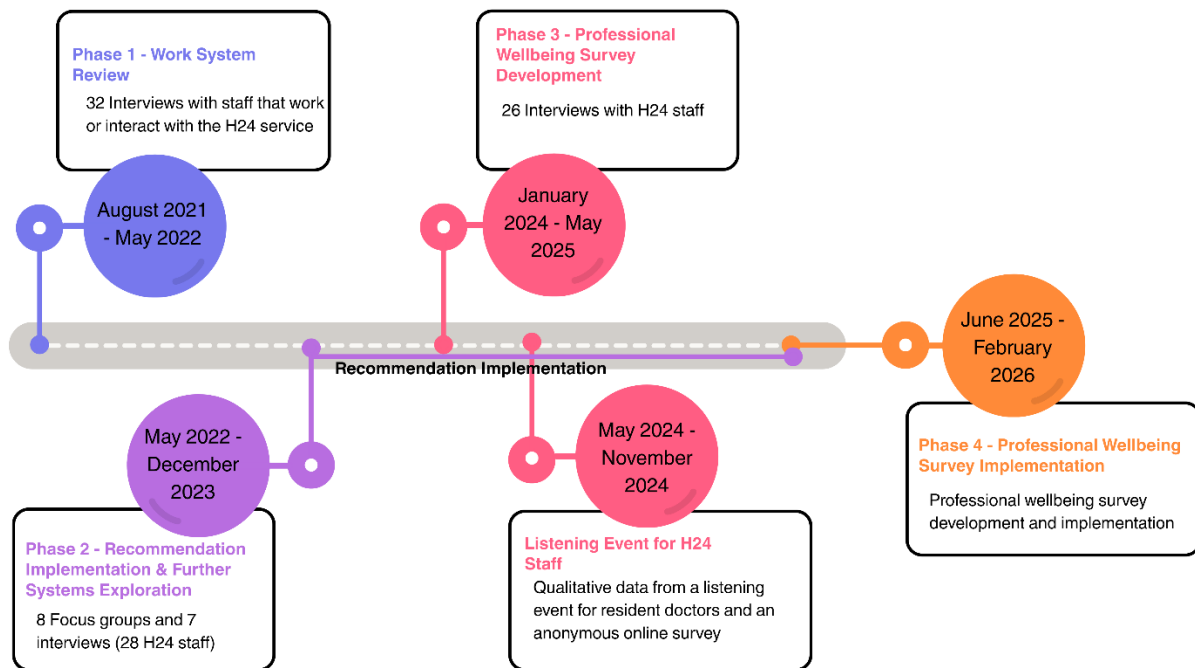 Phase 1 - Work System
Review
32 Interviews with staff that work
or interact with the H24 service
August 2021
- May 2022
Phase 3 - Professional
Wellbeing Survey
Development
26 Interviews with H24 staff
January
2024 - May
2025
Recommendation Implementation
June 2025 -
February
2026
Phase 4 - Professional Wellbeing
Survey Implementation
Professional wellbeing survey
development and implementation
May 2022 -
December
2023
Phase 2 - Recommendation
Implementation & Further
Systems Exploration
8 Focus groups and 7
interviews (28 H24 staff)
May 2024 -
November
2024
Listening Event for H24
Staff
Qualitative data from a listening
event for resident doctors and an
anonymous online survey